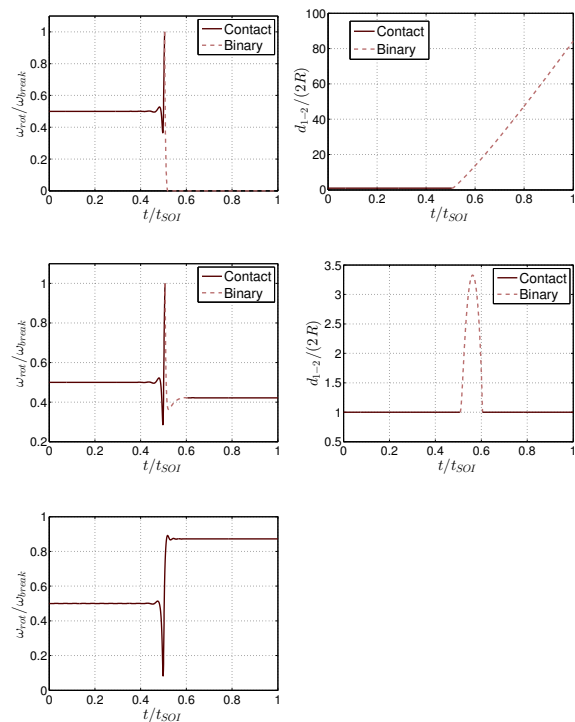 Contact
Binary
1
0.8
0.6
0.4
0.2
0
ω_rot/ω_break
0 0.2 0.4 0.6 0.8 1
t/t_SOI
Contact
Binary
100
80
60
40
20
0
d_{1−2}/(2R)
0 0.2 0.4 0.6 0.8 1
t/t_SOI
Contact
Binary
1
0.8
0.6
0.4
0.2
ω_rot/ω_break
0 0.2 0.4 0.6 0.8 1
t/t_SOI
Contact
Binary
3.5
3
2.5
2
1.5
1
0.5
d_{1−2}/(2R)
0 0.2 0.4 0.6 0.8 1
t/t_SOI
1
0.8
0.6
0.4
0.2
0
ω_rot/ω_break
0 0.2 0.4 0.6 0.8 1
t/t_SOI